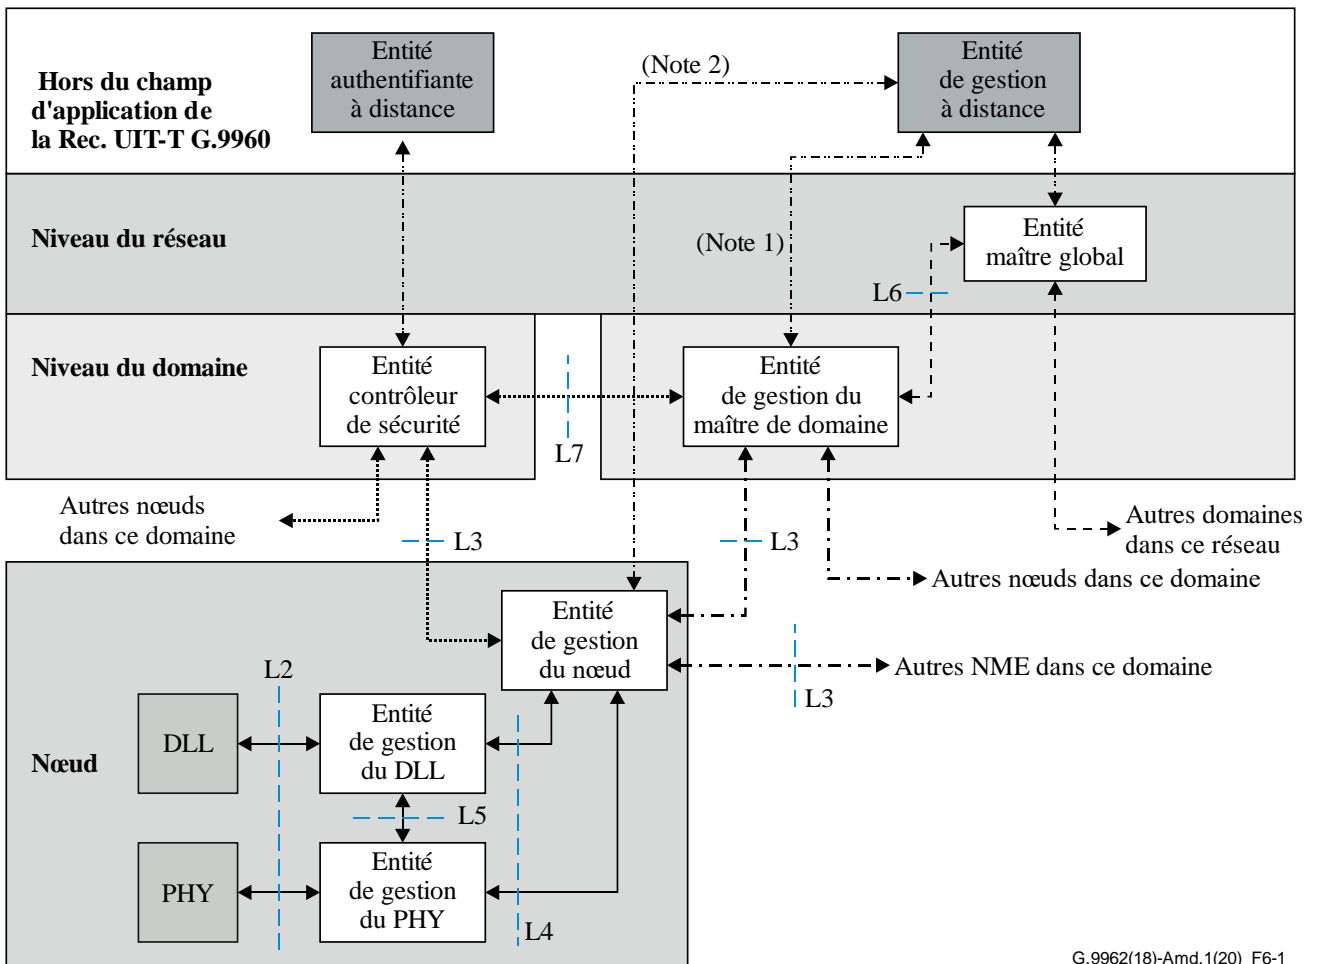 Hors du champ
d'application de
la Rec. UIT-T G.9960
Entité
authentifiante
à distance
(Note 2)
Entité
de gestion
à distance
Niveau du réseau
(Note 1)
Entité
maître global
L6
Niveau du domaine
Entité
contrôleur
de sécurité
L7
Entité
de gestion du
maître de domaine
Autres nœuds
dans ce domaine
L3
L3
Autres domaines
dans ce réseau
Autres nœuds dans ce domaine
Entité
de gestion
du nœud
Autres NME dans ce domaine
L3
L2
Nœud
DLL
Entité
de gestion
du DLL
L5
PHY
Entité
de gestion
du PHY
L4
G.9962(18)-Amd.1(20)_F6-1